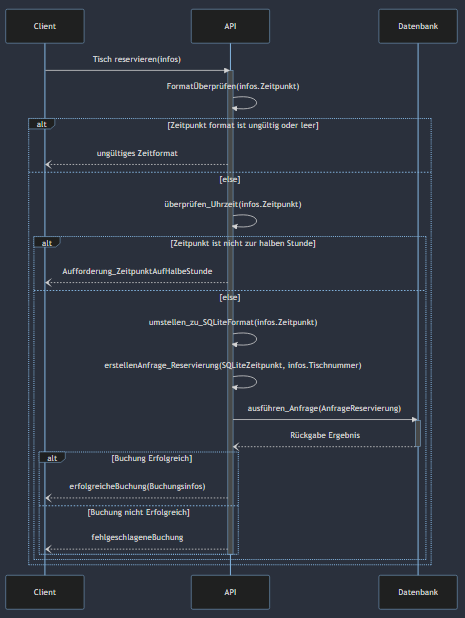 Client API Datenbank
Tisch reservieren(infos)
FormatÜberprüfen(infos.Zeitpunkt)
alt [Zeitpunkt format ist ungültig oder leer]
ungültiges Zeitformat
[else]
überprüfen_Uhrzeit(infos.Zeitpunkt)
alt [Zeitpunkt ist nicht zur halben Stunde]
Aufforderung_ZeitpunktAufHalbeStunde
[else]
umstellen_zu_SQLiteFormat(infos.Zeitpunkt)
erstellenAnfrage_Reservierung(SQLiteZeitpunkt, infos.Tischnummer)
ausführen_Anfrage(AnfrageReservierung)
Rückgabe Ergebnis
alt [Buchung Erfolgreich]
erfolgreicheBuchung(Buchungsinfos)
[Buchung nicht Erfolgreich]
fehlgeschlageneBuchung
Client API Datenbank